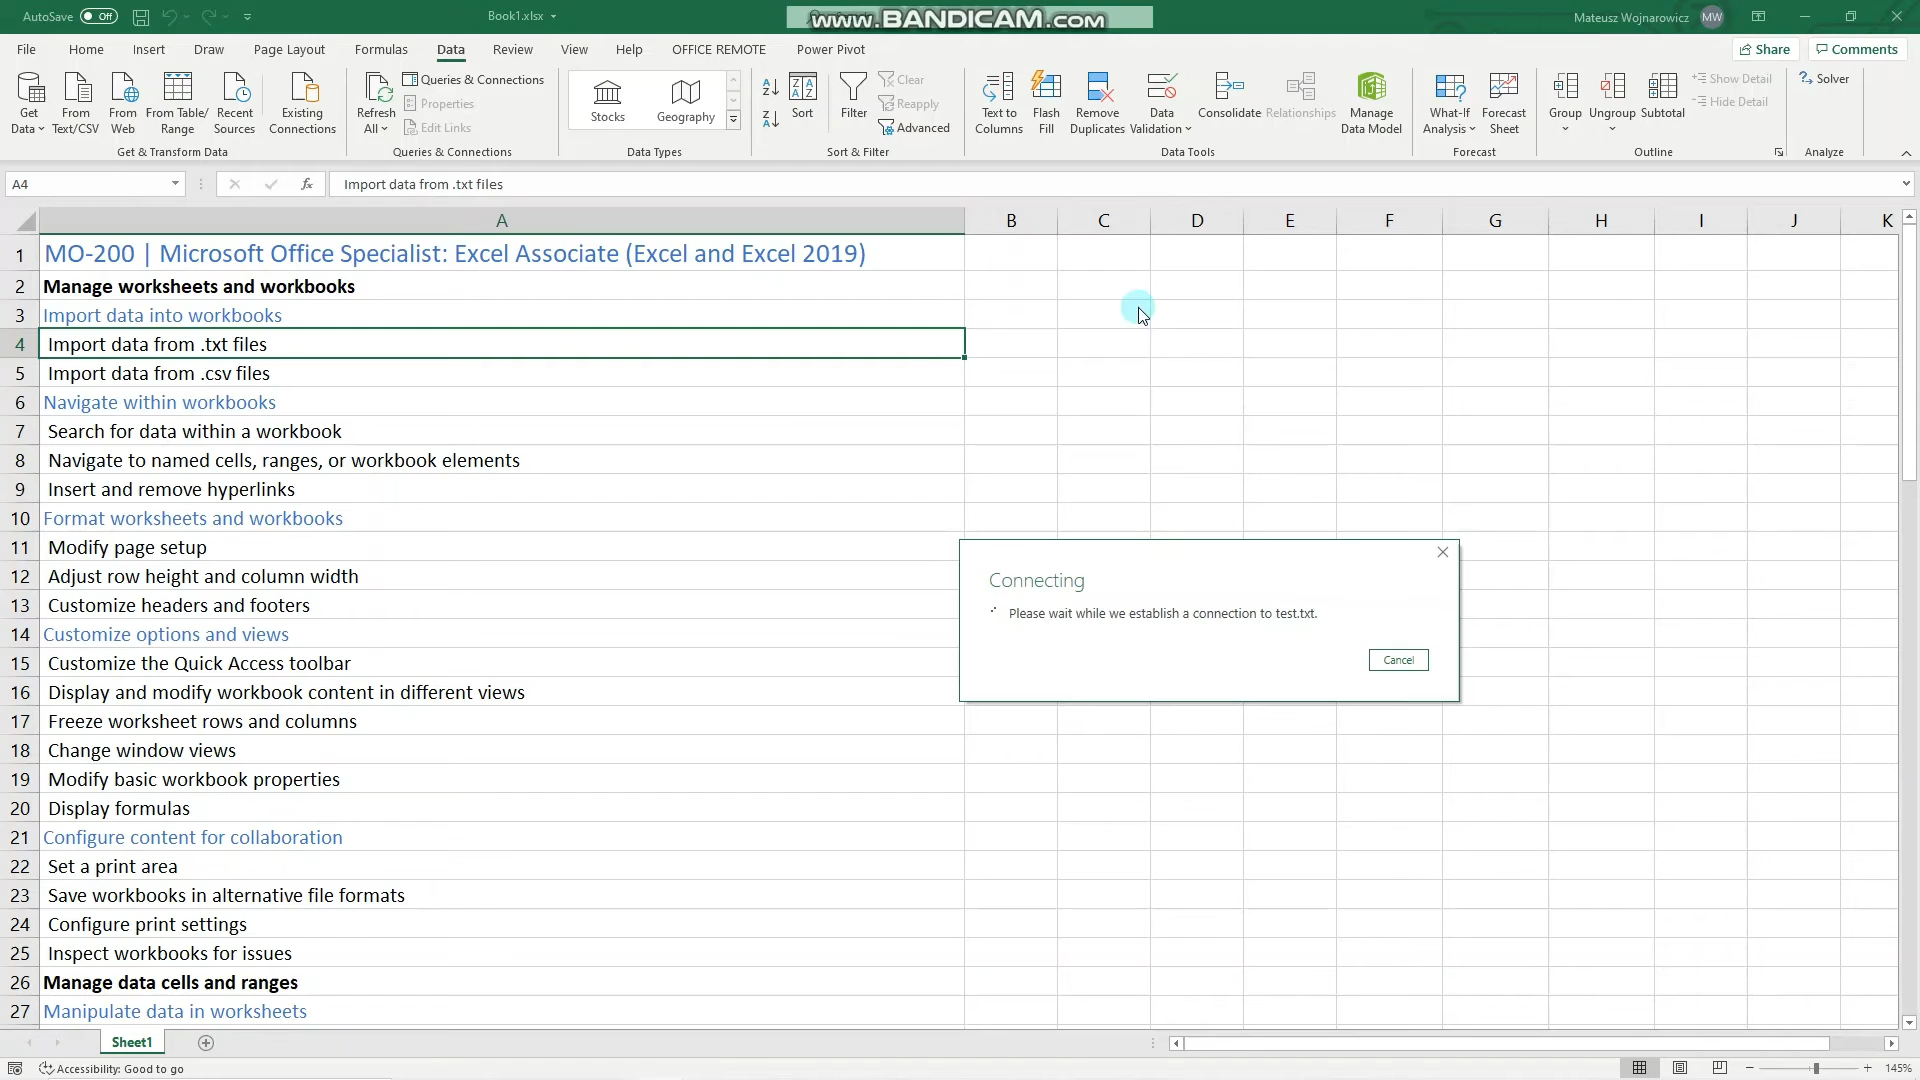 AutoSave Off Book1.xlsx www.BANDICAM.com Mateusz Wojnarowicz MW
File Home Insert Draw Page Layout Formulas Data Review View Help OFFICE REMOTE Power Pivot Share Comments
Get Data
From Text/CSV
From Web
From Table/ Range
Recent Sources
Existing Connections
Get & Transform Data
Refresh All
Queries & Connections
Properties
Edit Links
Queries & Connections
Stocks
Geography
Data Types
Sort
Filter
Clear
Reapply
Advanced
Sort & Filter
Text to Columns
Flash Fill
Remove Duplicates
Data Validation
Consolidate
Relationships
Manage Data Model
Data Tools
What-If Analysis
Forecast Sheet
Forecast
Group
Ungroup
Subtotal
Show Detail
Hide Detail
Outline
Solver
Analyze
A4 fx Import data from .txt files
A B C D E F G H I J K
1 MO-200 | Microsoft Office Specialist: Excel Associate (Excel and Excel 2019)
2 Manage worksheets and workbooks
3 Import data into workbooks
4 Import data from .txt files
5 Import data from .csv files
6 Navigate within workbooks
7 Search for data within a workbook
8 Navigate to named cells, ranges, or workbook elements
9 Insert and remove hyperlinks
10 Format worksheets and workbooks
11 Modify page setup
12 Adjust row height and column width
13 Customize headers and footers
14 Customize options and views
15 Customize the Quick Access toolbar
16 Display and modify workbook content in different views
17 Freeze worksheet rows and columns
18 Change window views
19 Modify basic workbook properties
20 Display formulas
21 Configure content for collaboration
22 Set a print area
23 Save workbooks in alternative file formats
24 Configure print settings
25 Inspect workbooks for issues
26 Manage data cells and ranges
27 Manipulate data in worksheets
Connecting
Please wait while we establish a connection to test.txt.
Cancel
Sheet1
Accessibility: Good to go 145%